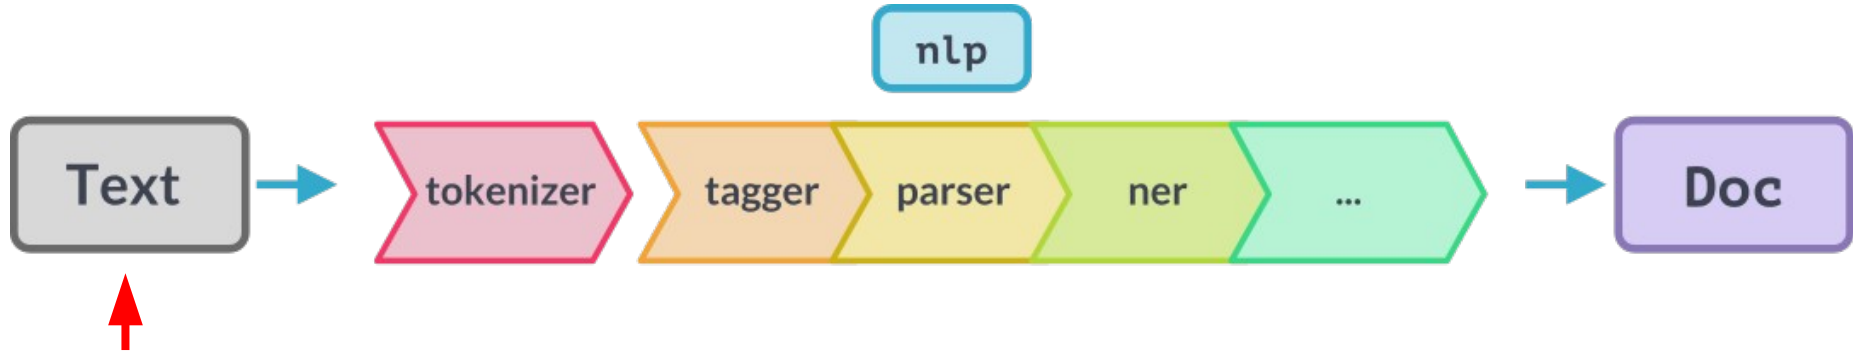 nlp
Text
tokenizer
tagger
parser
ner
...
Doc